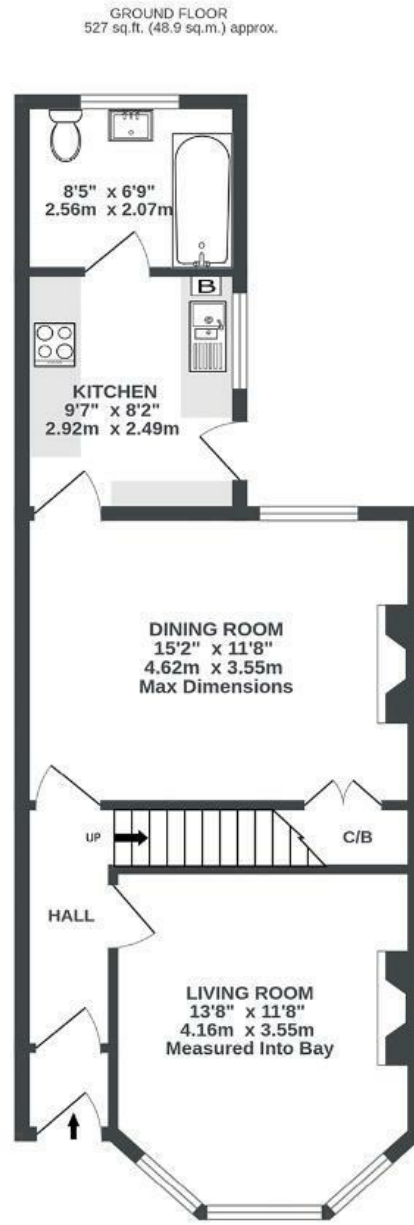 GROUND FLOOR
527 sq.ft. (48.9 sq.m.) approx.
8'5" x 6'9"
2.56m x 2.07m
B
KITCHEN
9'7" x 8'2"
2.92m x 2.49m
DINING ROOM
15'2" x 11'8"
4.62m x 3.55m
Max Dimensions
UP
C/B
HALL
LIVING ROOM
13'8" x 11'8"
4.16m x 3.55m
Measured Into Bay